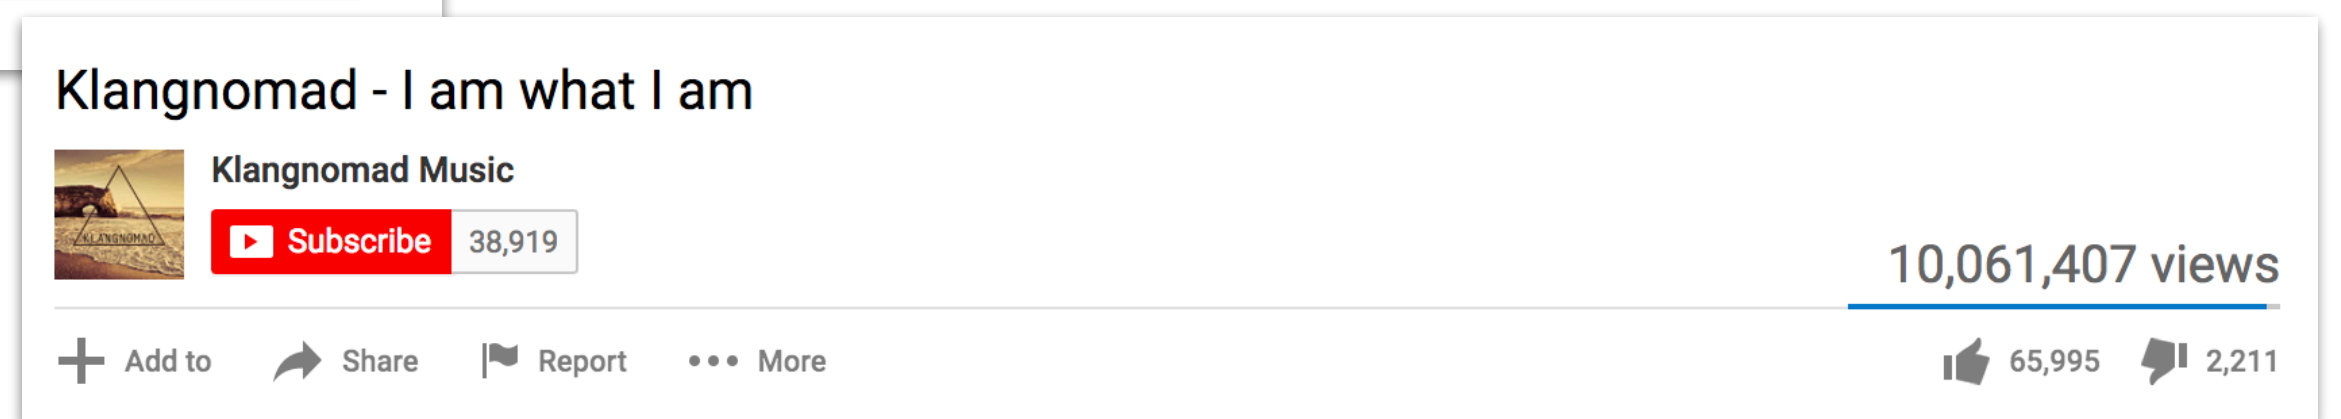 Klangnomad - I am what I am
Klangnomad Music
KLANGNOMAD
Subscribe 38,919
10,061,407 views
Add to Share Report More 65,995 2,211